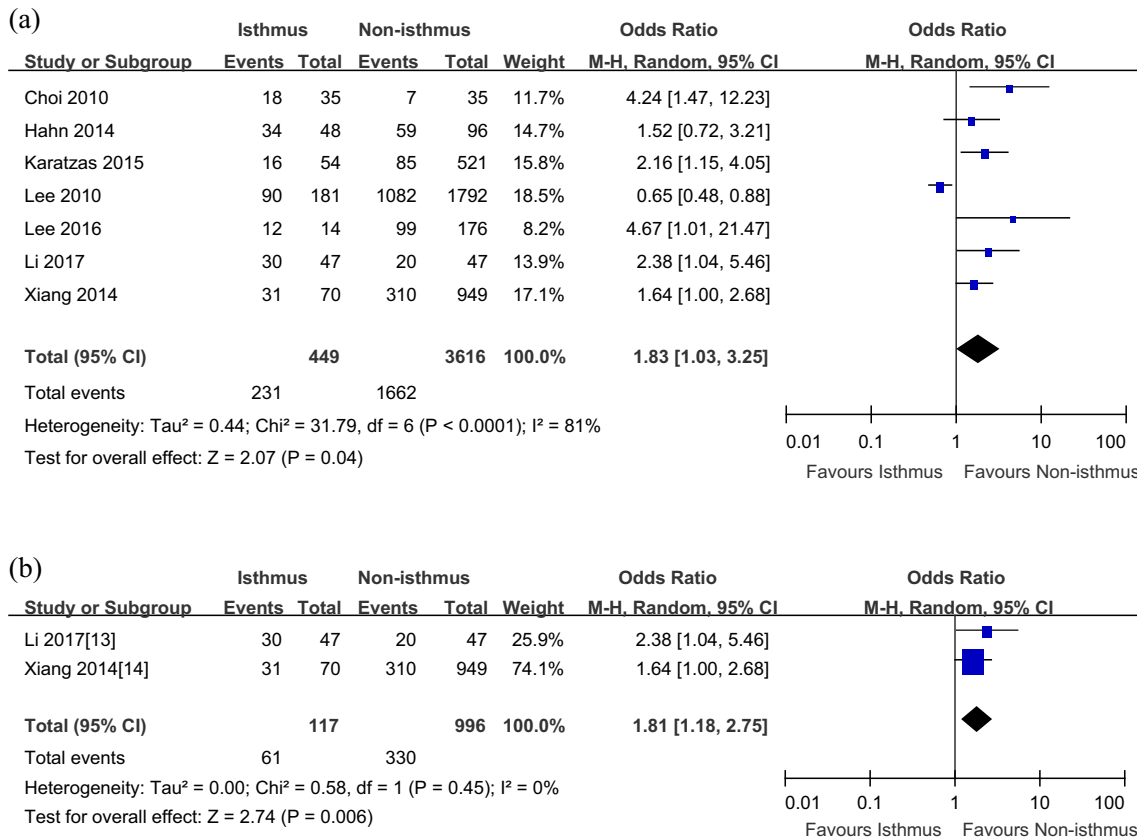 (a)
Isthmus Non-isthmus Odds Ratio Odds Ratio
Study or Subgroup Events Total Events Total Weight M-H, Random, 95% CI M-H, Random, 95% CI
Choi 2010 18 35 7 35 11.7% 4.24 [1.47, 12.23]
Hahn 2014 34 48 59 96 14.7% 1.52 [0.72, 3.21]
Karatzas 2015 16 54 85 521 15.8% 2.16 [1.15, 4.05]
Lee 2010 90 181 1082 1792 18.5% 0.65 [0.48, 0.88]
Lee 2016 12 14 99 176 8.2% 4.67 [1.01, 21.47]
Li 2017 30 47 20 47 13.9% 2.38 [1.04, 5.46]
Xiang 2014 31 70 310 949 17.1% 1.64 [1.00, 2.68]
Total (95% CI) 449 3616 100.0% 1.83 [1.03, 3.25]
Total events 231 1662
Heterogeneity: Tau² = 0.44; Chi² = 31.79, df = 6 (P < 0.0001); I² = 81%
Test for overall effect: Z = 2.07 (P = 0.04)
0.01 0.1 1 10 100
Favours Isthmus Favours Non-isthmus
(b)
Isthmus Non-isthmus Odds Ratio Odds Ratio
Study or Subgroup Events Total Events Total Weight M-H, Random, 95% CI M-H, Random, 95% CI
Li 2017[13] 30 47 20 47 25.9% 2.38 [1.04, 5.46]
Xiang 2014[14] 31 70 310 949 74.1% 1.64 [1.00, 2.68]
Total (95% CI) 117 996 100.0% 1.81 [1.18, 2.75]
Total events 61 330
Heterogeneity: Tau² = 0.00; Chi² = 0.58, df = 1 (P = 0.45); I² = 0%
Test for overall effect: Z = 2.74 (P = 0.006)
0.01 0.1 1 10 100
Favours Isthmus Favours Non-isthmus